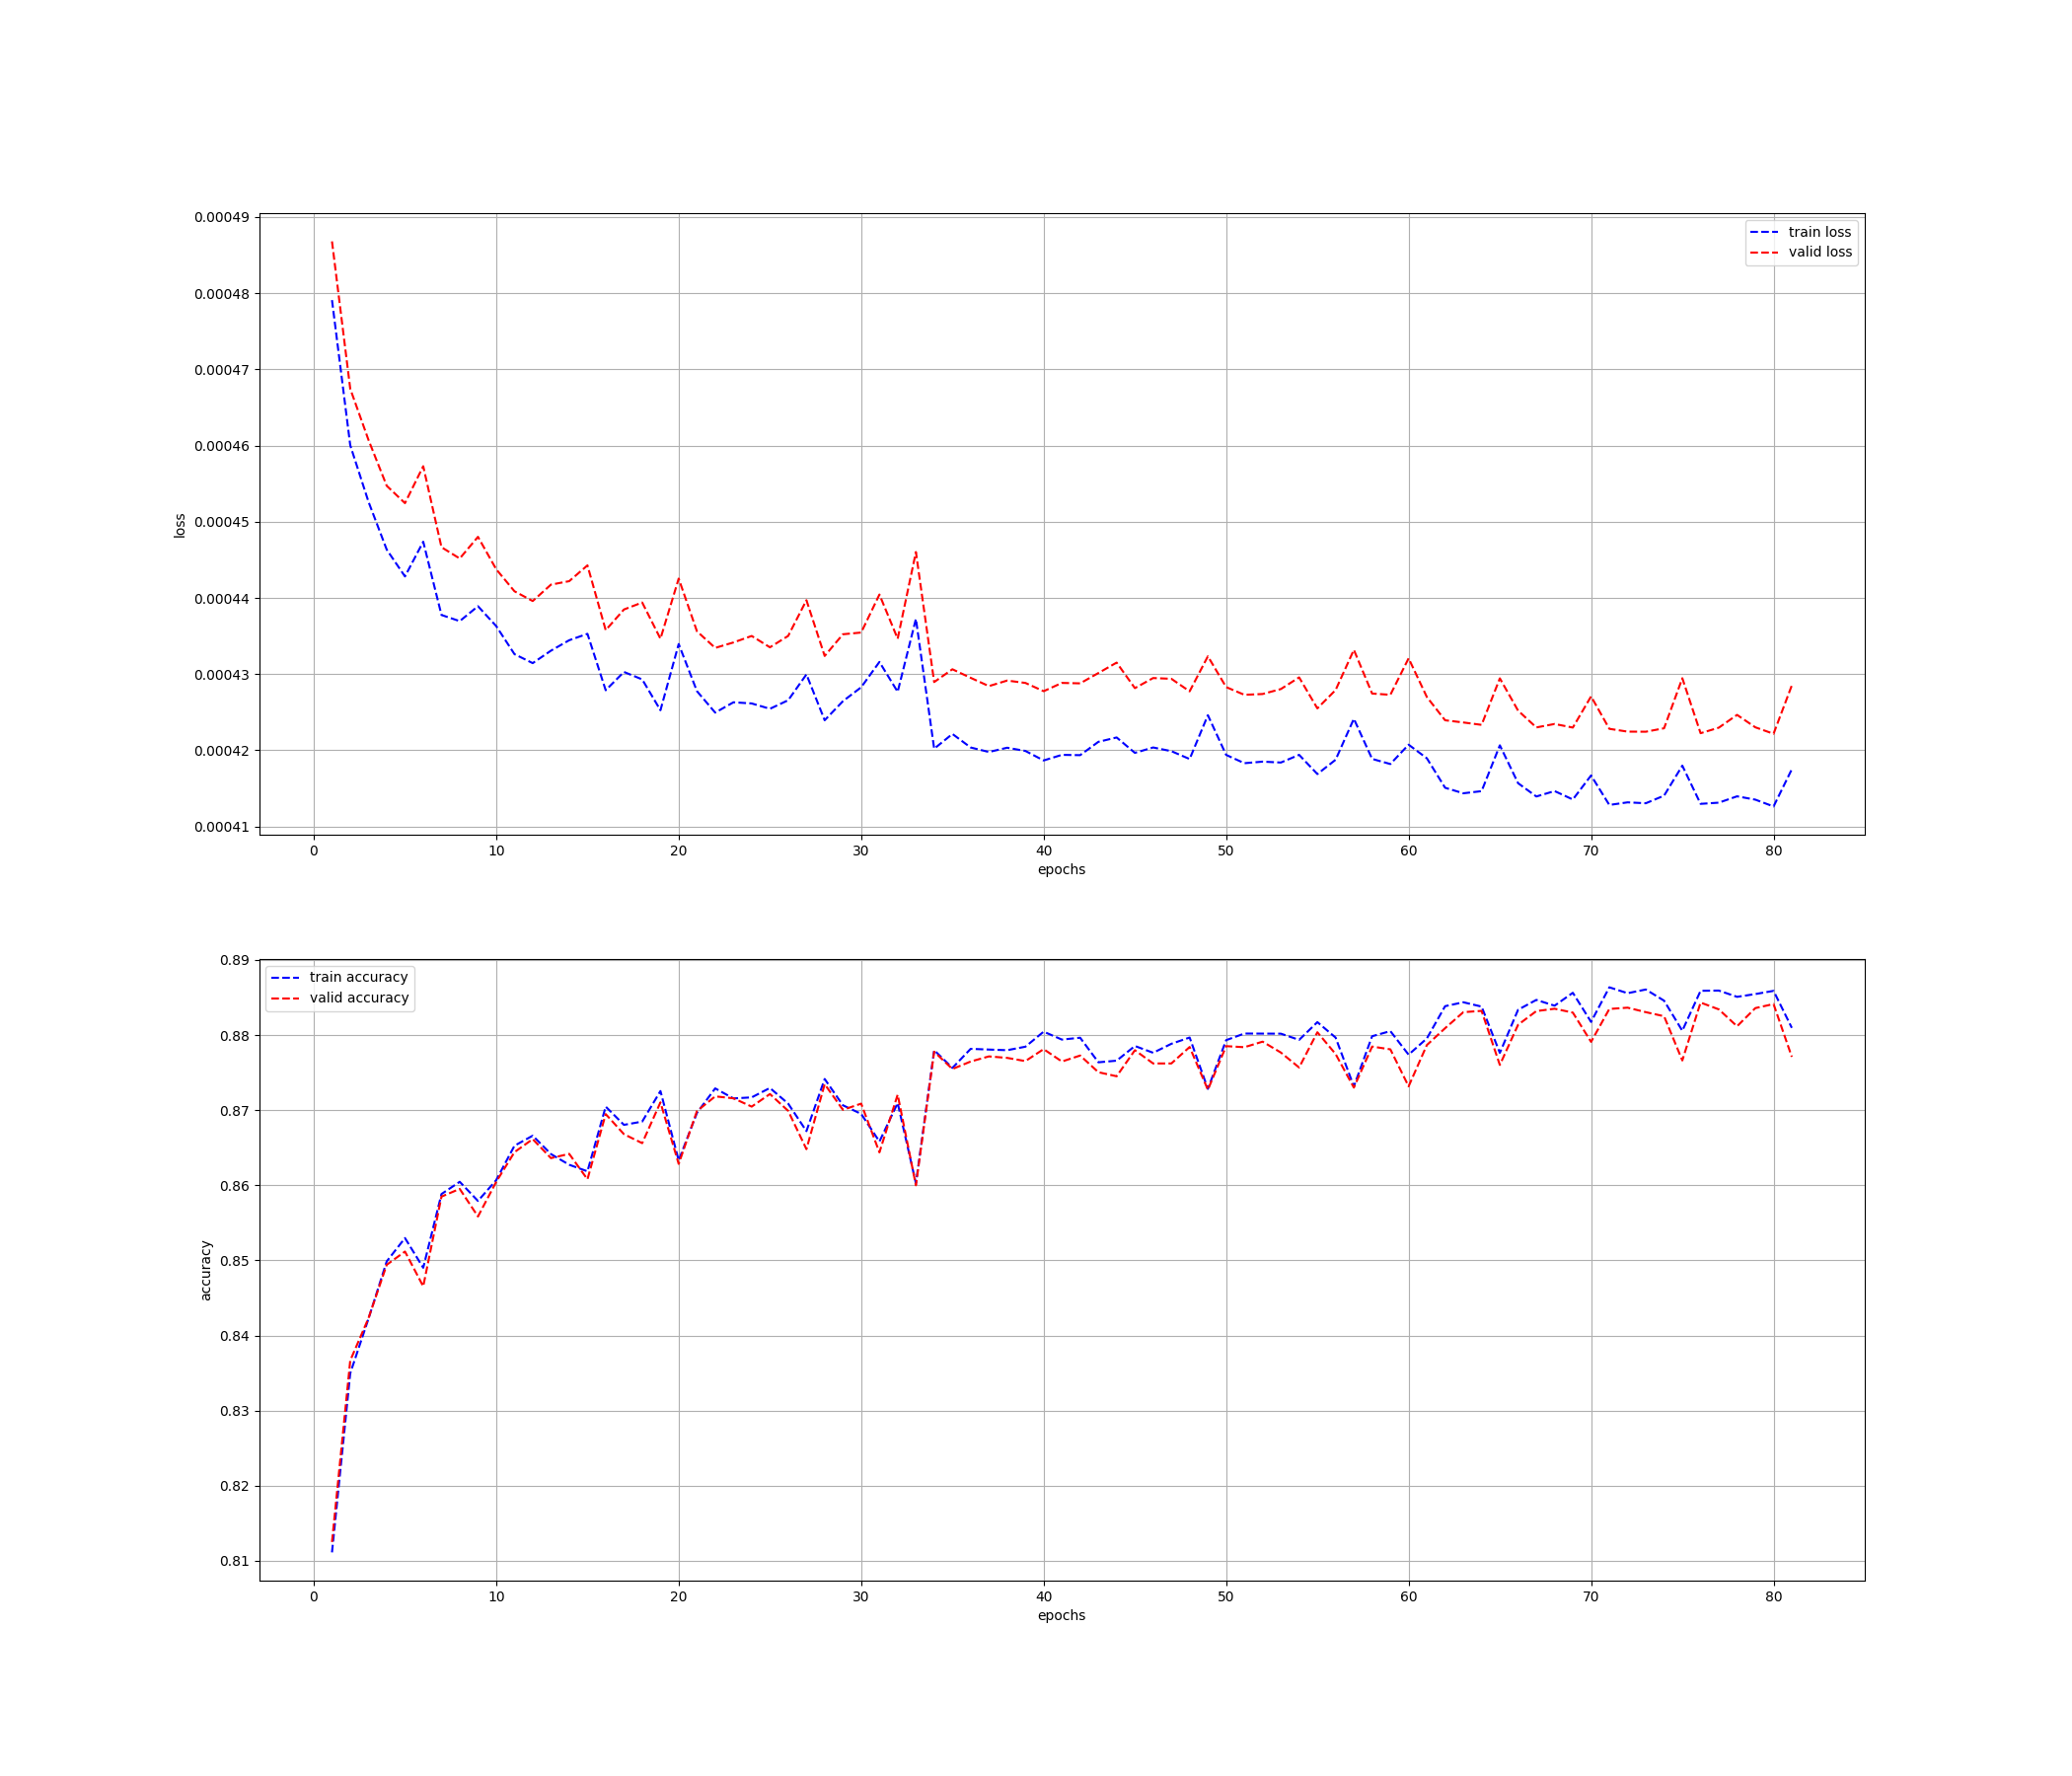 0.00049
train loss
valid loss
0.00048
0.00047
0.00046
0.00045
loss
0.00044
0.00043
0.00042
0.00041
0 10 20 30 40 50 60 70 80
epochs
0.89
train accuracy
valid accuracy
0.88
0.87
0.86
0.85
accuracy
0.84
0.83
0.82
0.81
0 10 20 30 40 50 60 70 80
epochs